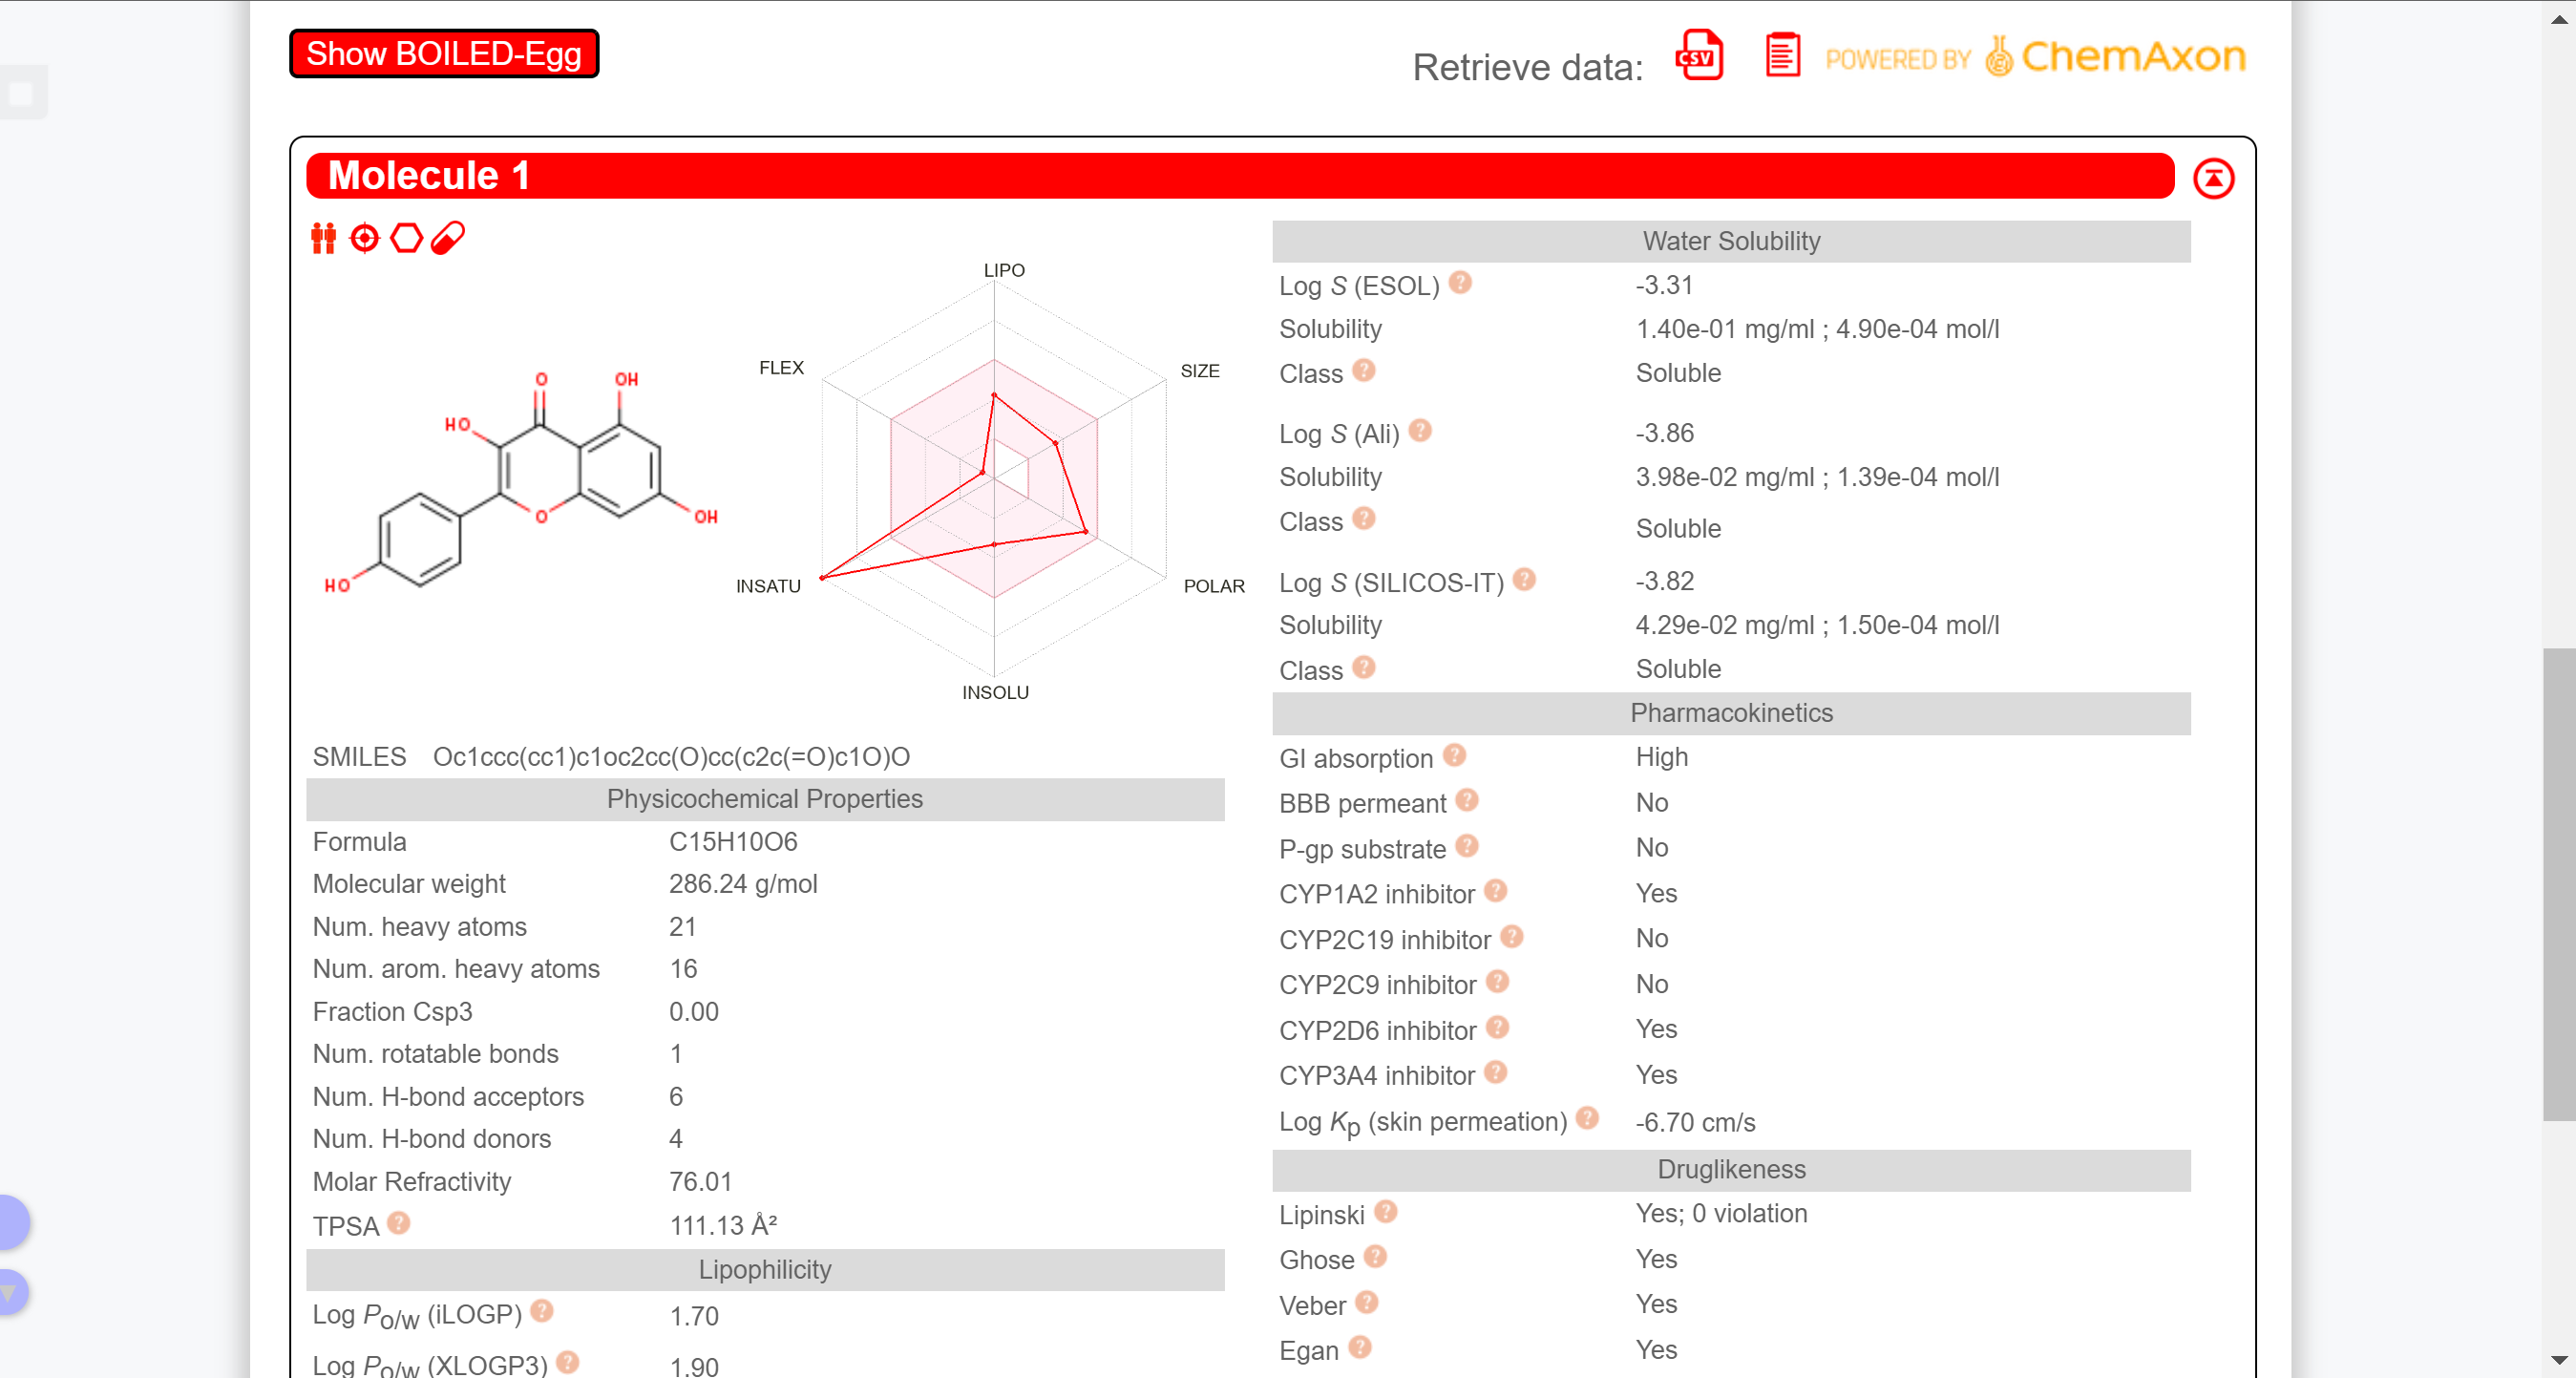 Show BOILED-Egg
Retrieve data:
CSV
POWERED BY ChemAxon
Molecule 1
LIPO
FLEX
SIZE
O
OH
HO
O
OH
HO
INSATU
POLAR
INSOLU
SMILES Oc1ccc(cc1)c1oc2cc(O)cc(c2c(=O)c1O)O
Physicochemical Properties
Formula C15H10O6
Molecular weight 286.24 g/mol
Num. heavy atoms 21
Num. arom. heavy atoms 16
Fraction Csp3 0.00
Num. rotatable bonds 1
Num. H-bond acceptors 6
Num. H-bond donors 4
Molar Refractivity 76.01
TPSA ? 111.13 Å²
Lipophilicity
Log Po/w (iLOGP) ? 1.70
Log Po/w (XLOGP3) ? 1.90
Water Solubility
Log S (ESOL) ? -3.31
Solubility 1.40e-01 mg/ml ; 4.90e-04 mol/l
Class ? Soluble
Log S (Ali) ? -3.86
Solubility 3.98e-02 mg/ml ; 1.39e-04 mol/l
Class ? Soluble
Log S (SILICOS-IT) ? -3.82
Solubility 4.29e-02 mg/ml ; 1.50e-04 mol/l
Class ? Soluble
Pharmacokinetics
GI absorption ? High
BBB permeant ? No
P-gp substrate ? No
CYP1A2 inhibitor ? Yes
CYP2C19 inhibitor ? No
CYP2C9 inhibitor ? No
CYP2D6 inhibitor ? Yes
CYP3A4 inhibitor ? Yes
Log Kp (skin permeation) ? -6.70 cm/s
Druglikeness
Lipinski ? Yes; 0 violation
Ghose ? Yes
Veber ? Yes
Egan ? Yes